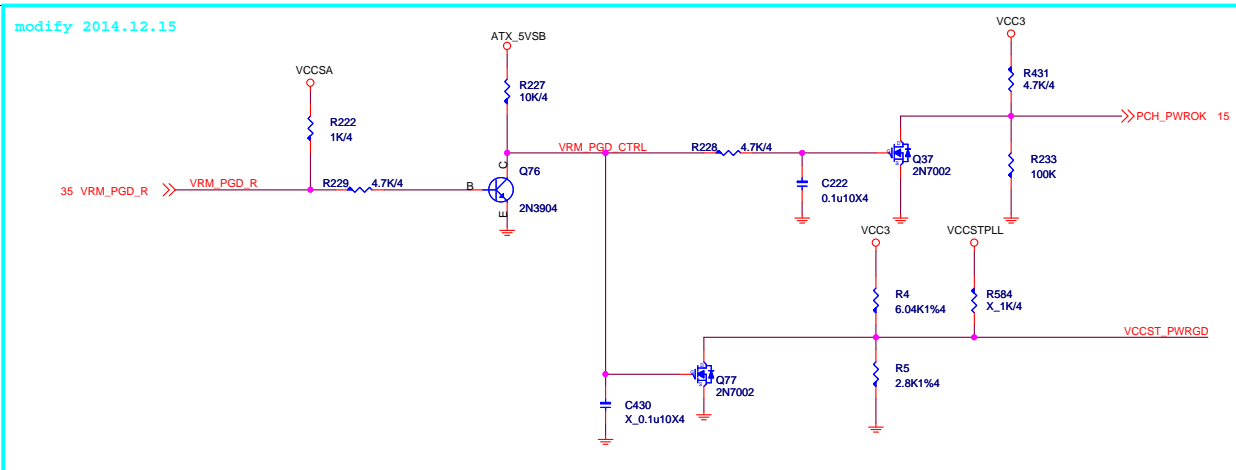 modify 2014.12.15
VCC3
ATX_5VSB
VCCSA
R431
4.7K/4
R227
10K/4
R222
1K/4
PCH_PWROK 15
VRM_PGD_CTRL
R228 4.7K/4
Q37
2N7002
C
Q76
R233
100K
35 VRM_PGD_R
VRM_PGD_R
R229 4.7K/4
B
C222
0.1u10X4
2N3904
E
VCC3
VCCSTPLL
R4
6.04K1%4
R584
X_1K/4
VCCST_PWRGD
Q77
2N7002
R5
2.8K1%4
C430
X_0.1u10X4